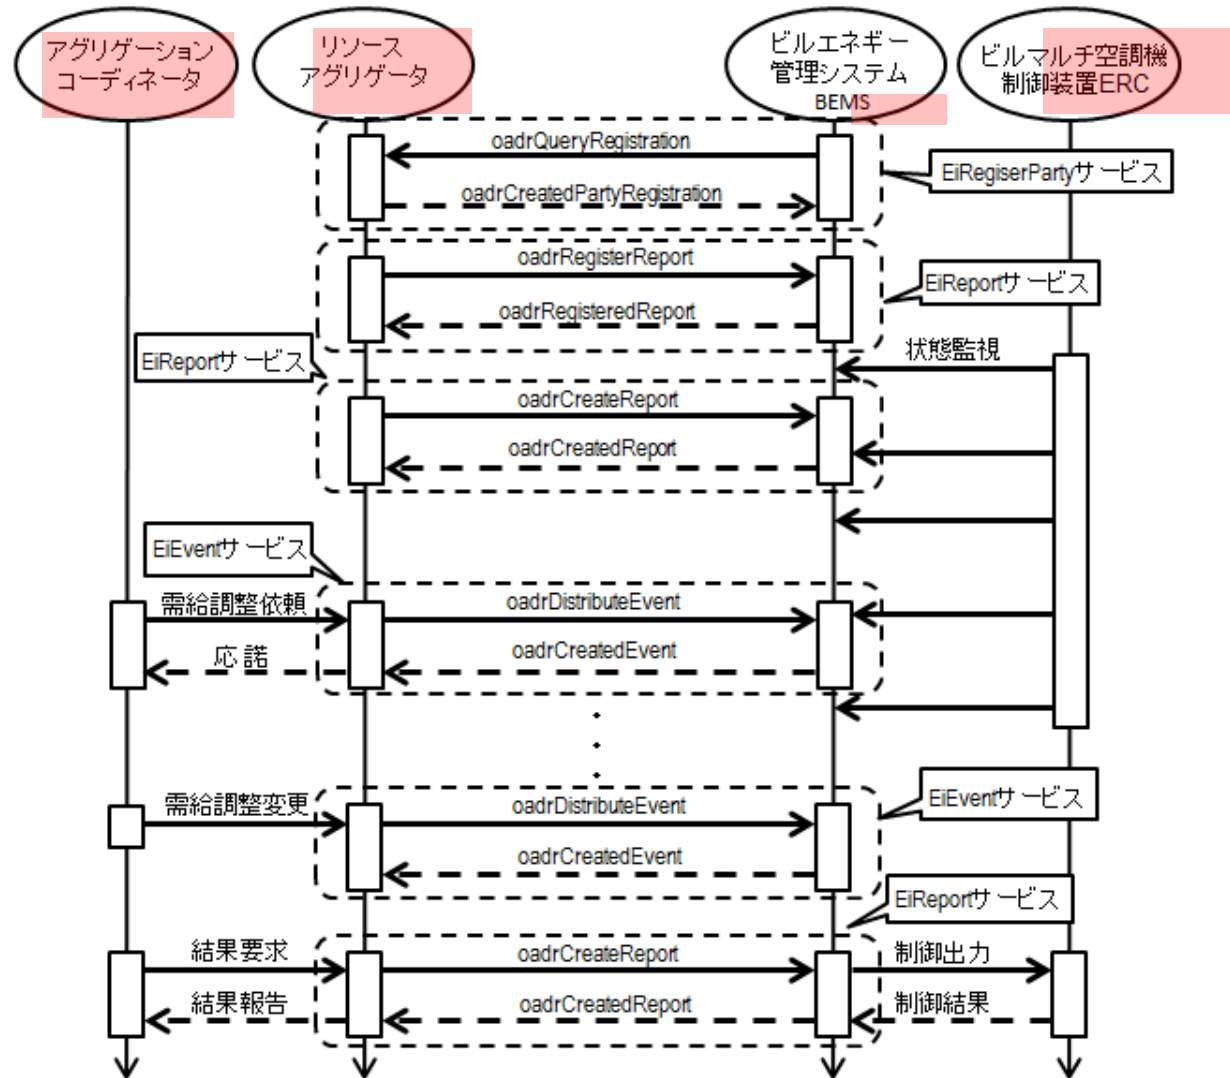 アグリゲーション
コーディネータ
リソース
アグリゲータ
ビルエネギー
管理システム
BEMS
ビルマルチ空調機
制御装置ERC
oadrQueryRegistration
EiRegiserPartyサービス
oadrCreatedPartyRegistration
oadrRegisterReport
EiReportサービス
oadrRegisteredReport
EiReportサービス
状態監視
oadrCreateReport
oadrCreatedReport
EiEventサービス
需給調整依頼
oadrDistributeEvent
応諾
oadrCreatedEvent
需給調整変更
oadrDistributeEvent
EiEventサービス
oadrCreatedEvent
EiReportサービス
結果要求
oadrCreateReport
制御出力
結果報告
oadrCreatedReport
制御結果